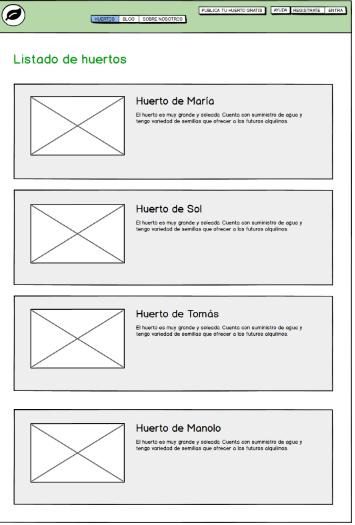 PUBLICA TU HUERTO GRATIS AYUDA REGISTRATE ENTRA
HUERTOS BLOG SOBRE NOSOTROS
Listado de huertos
Huerto de María
El huerto es muy grande y soleado. Cuenta con suministro de agua y
tengo variedad de semillas que ofrecer a los futuros alquilinos.
Huerto de Sol
El huerto es muy grande y soleado. Cuenta con suministro de agua y
tengo variedad de semillas que ofrecer a los futuros alquilinos.
Huerto de Tomás
El huerto es muy grande y soleado. Cuenta con suministro de agua y
tengo variedad de semillas que ofrecer a los futuros alquilinos.
Huerto de Manolo
El huerto es muy grande y soleado. Cuenta con suministro de agua y
tengo variedad de semillas que ofrecer a los futuros alquilinos.